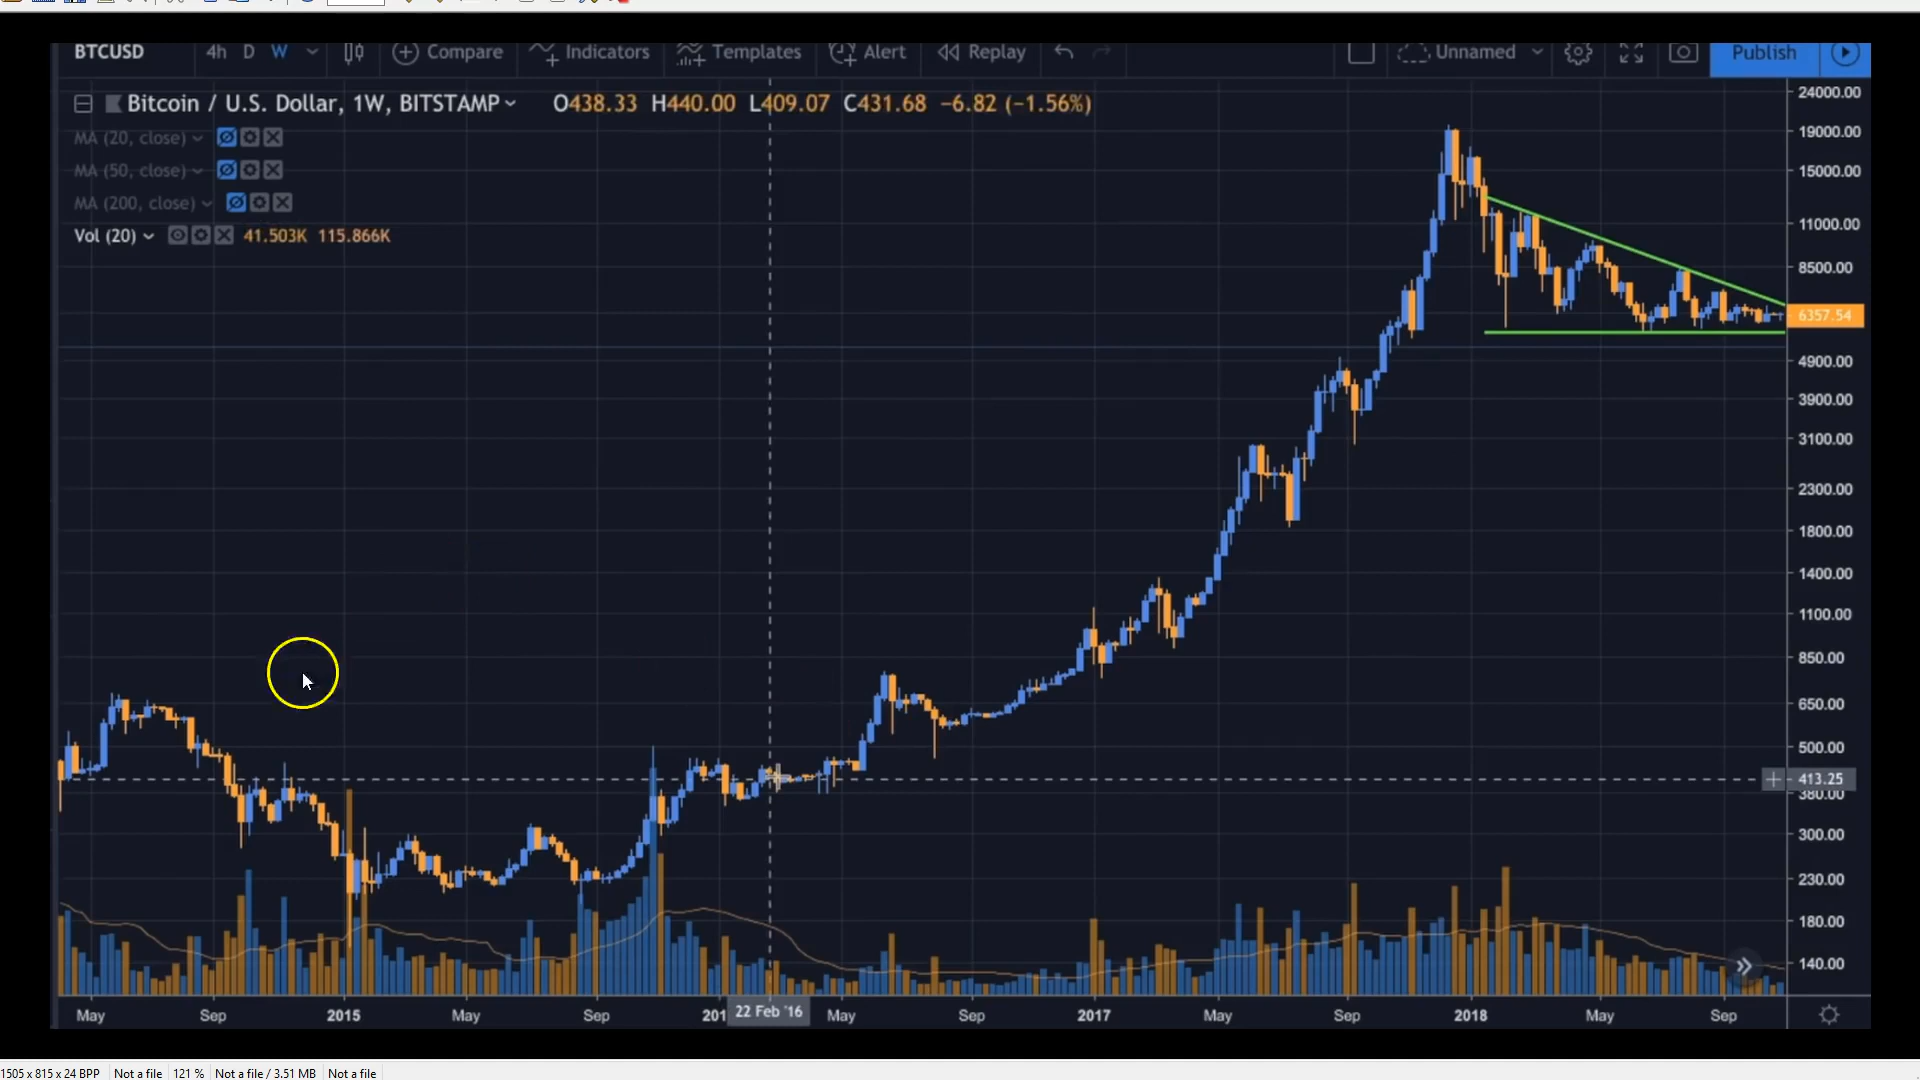 BTCUSD 4h D W Compare Indicators Templates Alert Replay Unnamed Publish
Bitcoin / U.S. Dollar, 1W, BITSTAMP O438.33 H440.00 L409.07 C431.68 −6.82 (−1.56%)
MA (20, close)
MA (50, close)
MA (200, close)
Vol (20) 41.503K 115.866K
24000.00
19000.00
15000.00
11000.00
8500.00
6357.54
4900.00
3900.00
3100.00
2300.00
1800.00
1400.00
1100.00
850.00
650.00
500.00
413.25
380.00
300.00
230.00
180.00
140.00
May Sep 2015 May Sep 201 22 Feb '16 May Sep 2017 May Sep 2018 May Sep
1505 x 815 x 24 BPP Not a file 121 % Not a file / 3.51 MB Not a file